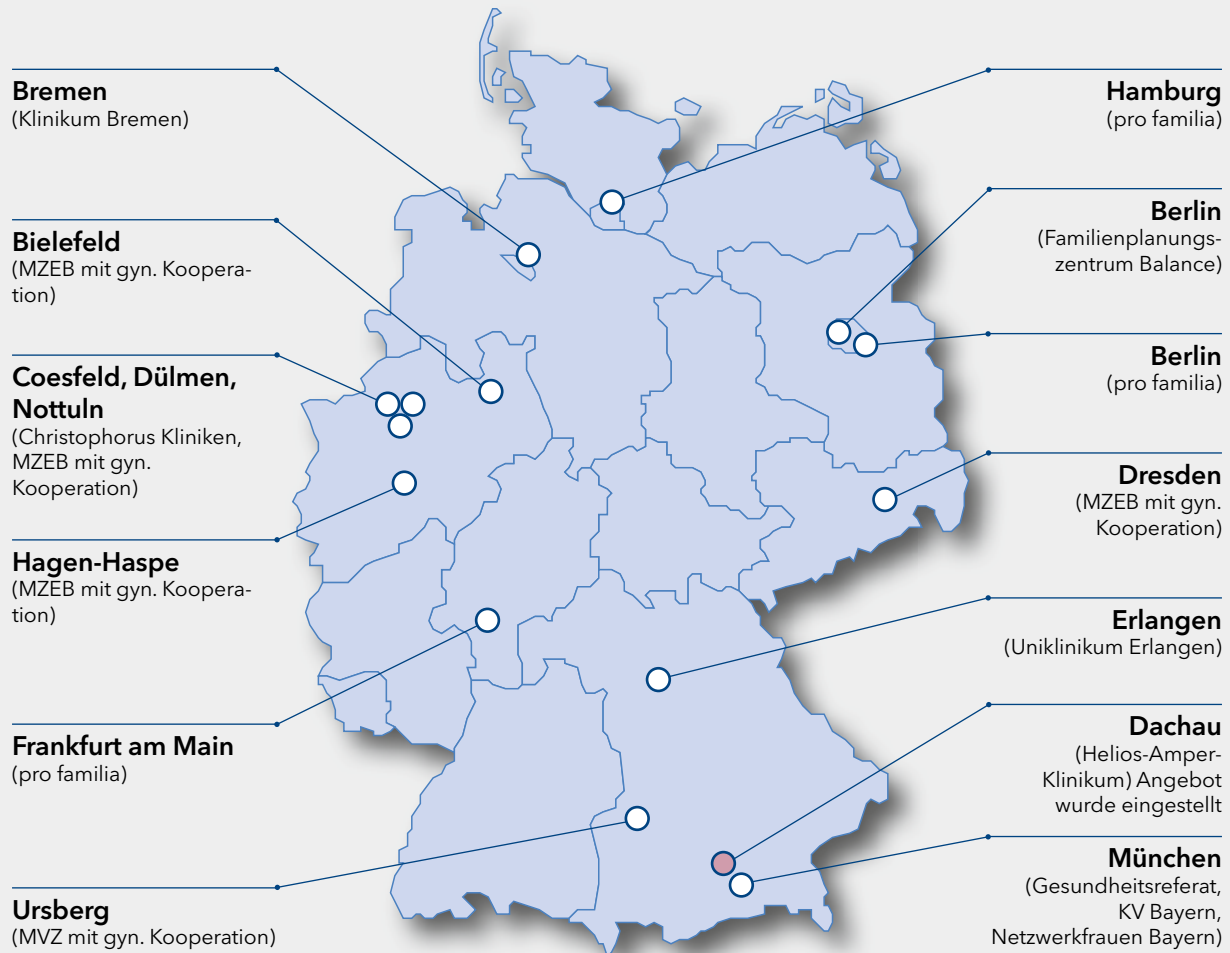 Bremen
(Klinikum Bremen)
Bielefeld
(MZEB mit gyn. Koopera-
tion)
Coesfeld, Dülmen,
Nottuln
(Christophorus Kliniken,
MZEB mit gyn.
Kooperation)
Hagen-Haspe
(MZEB mit gyn. Koopera-
tion)
Frankfurt am Main
(pro familia)
Ursberg
(MVZ mit gyn. Kooperation)
Hamburg
(pro familia)
Berlin
(Familienplanungs-
zentrum Balance)
Berlin
(pro familia)
Dresden
(MZEB mit gyn.
Kooperation)
Erlangen
(Uniklinikum Erlangen)
Dachau
(Helios-Amper-
Klinikum) Angebot
wurde eingestellt
München
(Gesundheitsreferat,
KV Bayern,
Netzwerkfrauen Bayern)